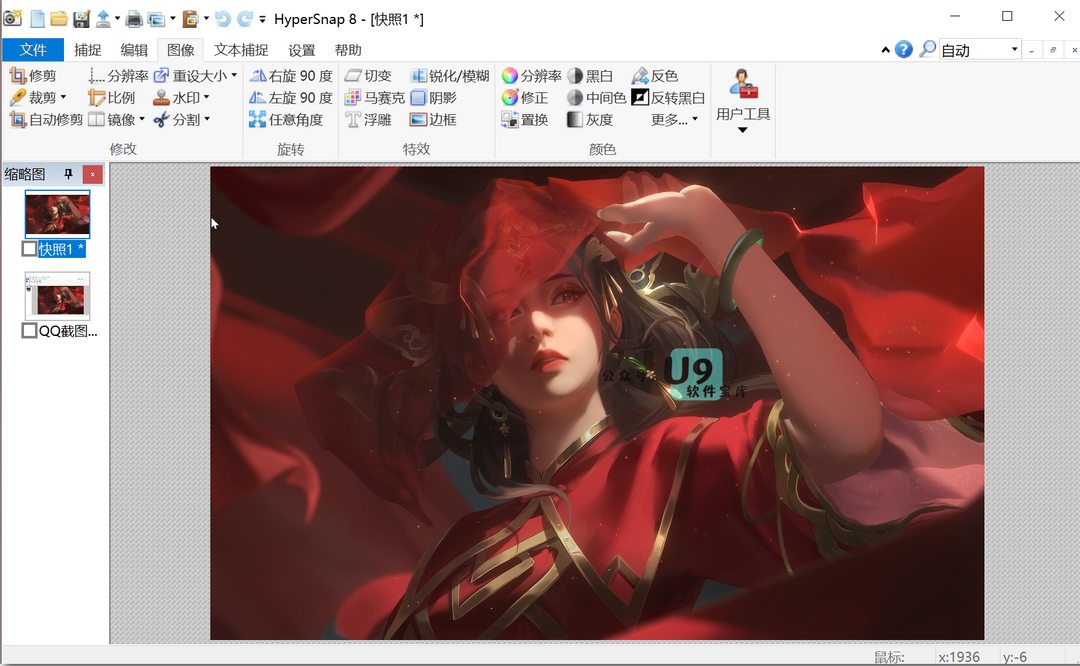 HyperSnap 8 - [快照1 *]
文件 捕捉 编辑 图像 文本捕捉 设置 帮助 自动
修剪 分辨率 重设大小 右旋 90 度 切变 锐化/模糊 分辨率 黑白 反色
裁剪 比例 水印 左旋 90 度 马赛克 阴影 修正 中间色 反转黑白 用户工具
自动修剪 镜像 分割 任意角度 浮雕 边框 置换 灰度 更多...
修改 旋转 特效 颜色
缩略图
快照1 *
QQ截图...
公众号
U9
软件宝库
鼠标: x:1936 y:-6